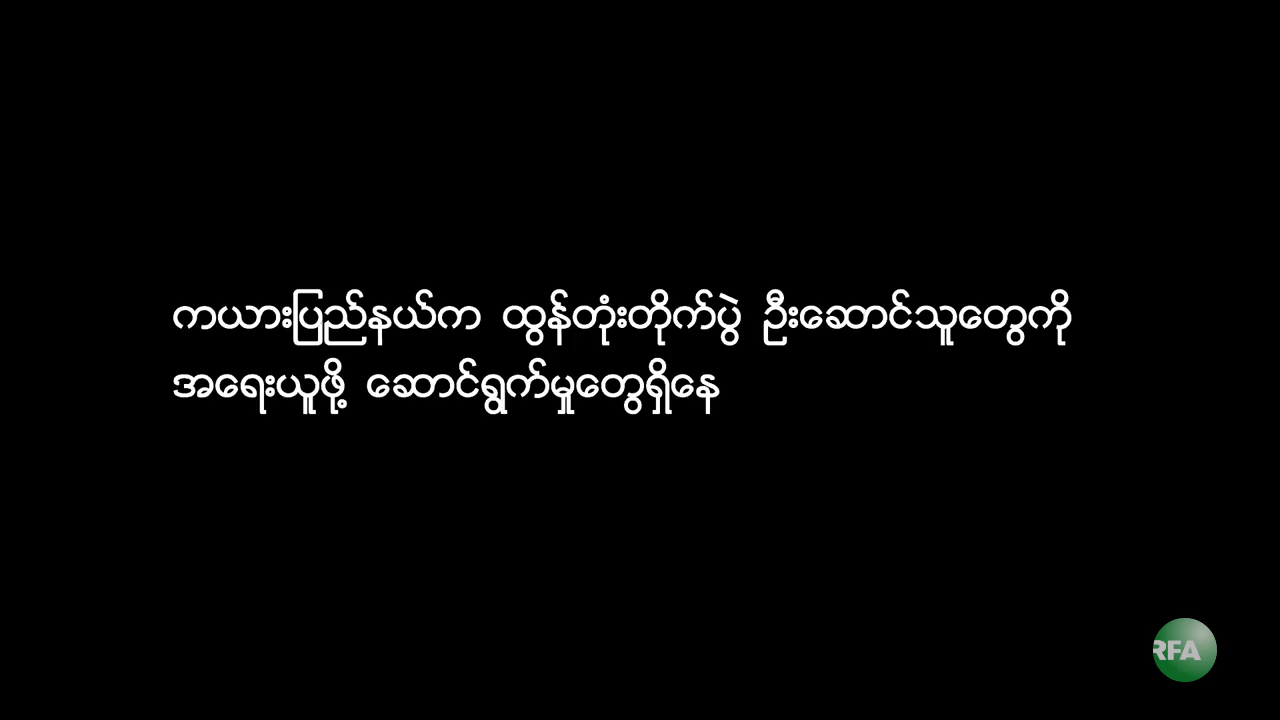 ကယားပြည်နယ်က ထွန်တုံးတိုက်ပွဲ ဦးဆောင်သူတွေကို
အရေးယူဖို့ ဆောင်ရွက်မှုတွေရှိနေ
RFA